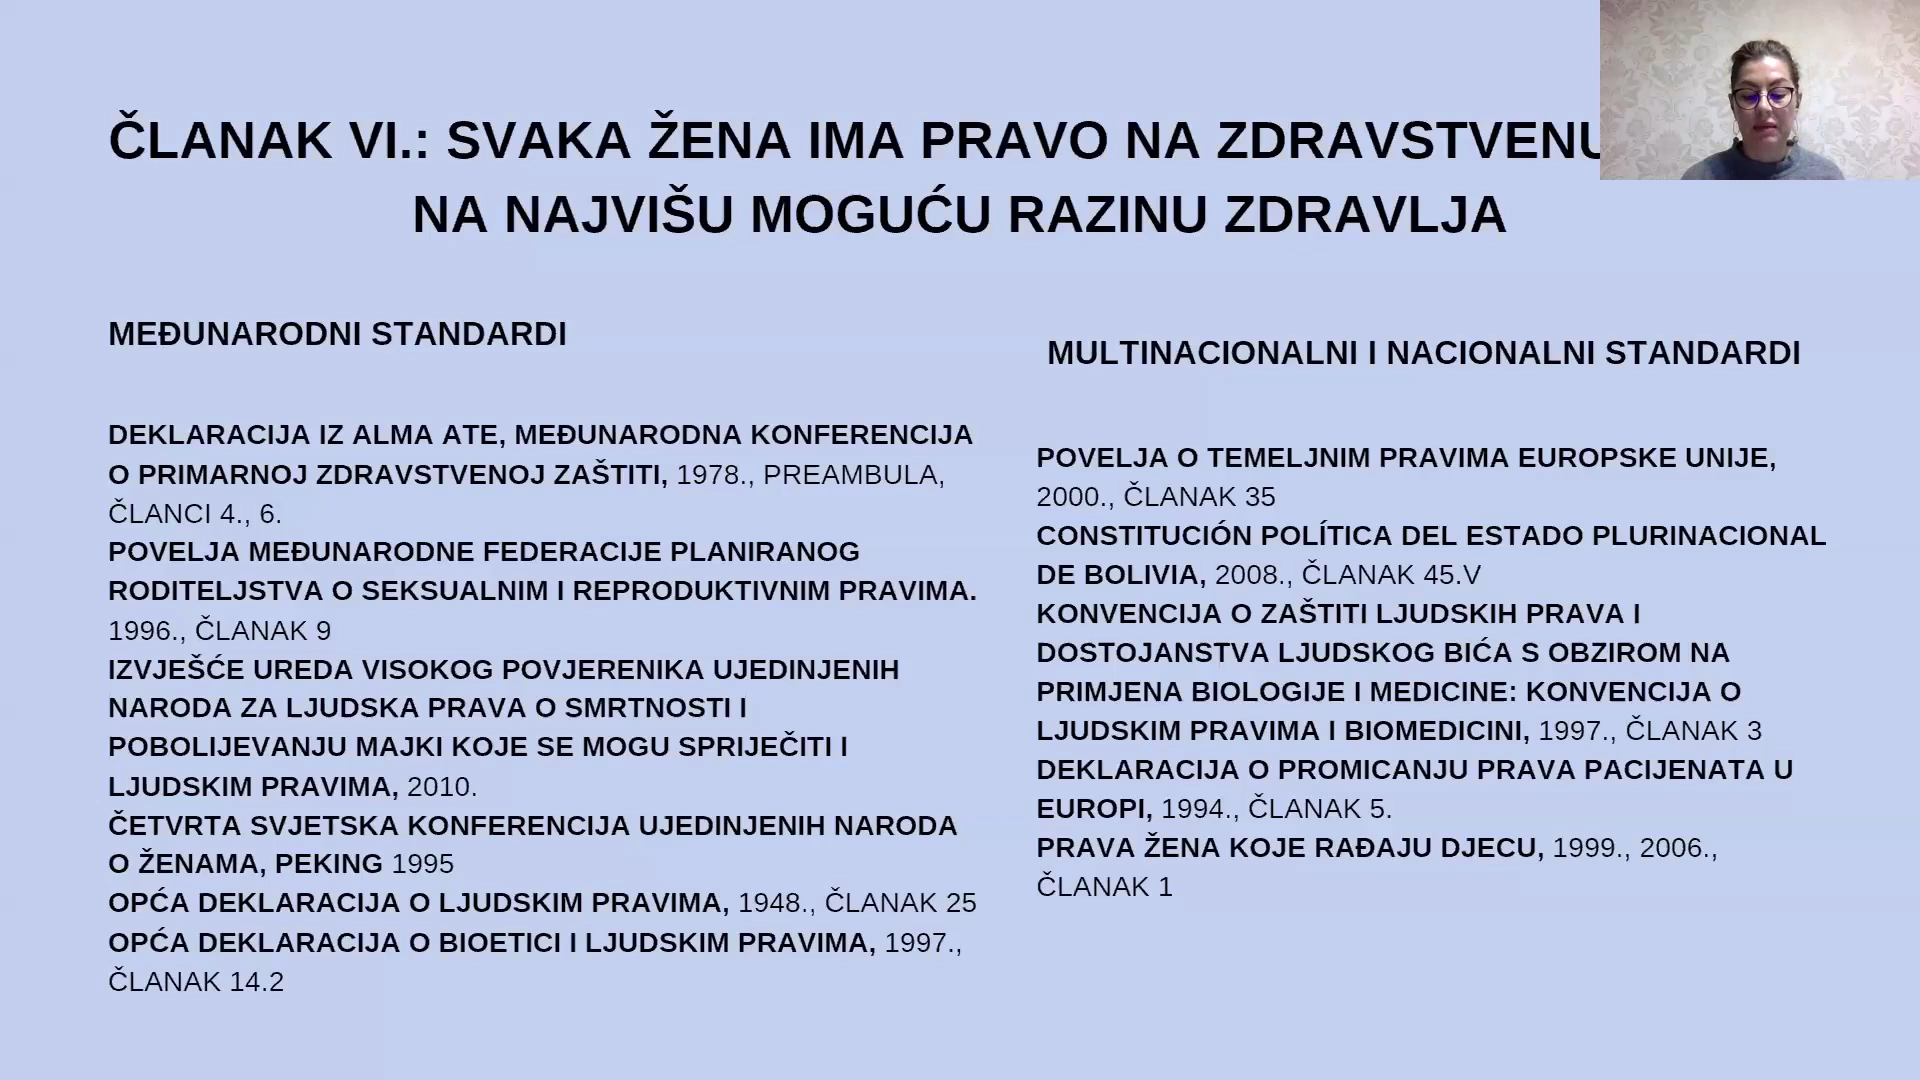 ČLANAK VI.: SVAKA ŽENA IMA PRAVO NA ZDRAVSTVENU
NA NAJVIŠU MOGUĆU RAZINU ZDRAVLJA
MEĐUNARODNI STANDARDI
DEKLARACIJA IZ ALMA ATE, MEĐUNARODNA KONFERENCIJA
O PRIMARNOJ ZDRAVSTVENOJ ZAŠTITI, 1978., PREAMBULA,
ČLANCI 4., 6.
POVELJA MEĐUNARODNE FEDERACIJE PLANIRANOG
RODITELJSTVA O SEKSUALNIM I REPRODUKTIVNIM PRAVIMA.
1996., ČLANAK 9
IZVJEŠĆE UREDA VISOKOG POVJERENIKA UJEDINJENIH
NARODA ZA LJUDSKA PRAVA O SMRTNOSTI I
POBOLIJEVANJU MAJKI KOJE SE MOGU SPRIJEČITI I
LJUDSKIM PRAVIMA, 2010.
ČETVRTA SVJETSKA KONFERENCIJA UJEDINJENIH NARODA
O ŽENAMA, PEKING 1995
OPĆA DEKLARACIJA O LJUDSKIM PRAVIMA, 1948., ČLANAK 25
OPĆA DEKLARACIJA O BIOETICI I LJUDSKIM PRAVIMA, 1997.,
ČLANAK 14.2
MULTINACIONALNI I NACIONALNI STANDARDI
POVELJA O TEMELJNIM PRAVIMA EUROPSKE UNIJE,
2000., ČLANAK 35
CONSTITUCIÓN POLÍTICA DEL ESTADO PLURINACIONAL
DE BOLIVIA, 2008., ČLANAK 45.V
KONVENCIJA O ZAŠTITI LJUDSKIH PRAVA I
DOSTOJANSTVA LJUDSKOG BIĆA S OBZIROM NA
PRIMJENA BIOLOGIJE I MEDICINE: KONVENCIJA O
LJUDSKIM PRAVIMA I BIOMEDICINI, 1997., ČLANAK 3
DEKLARACIJA O PROMICANJU PRAVA PACIJENATA U
EUROPI, 1994., ČLANAK 5.
PRAVA ŽENA KOJE RAĐAJU DJECU, 1999., 2006.,
ČLANAK 1